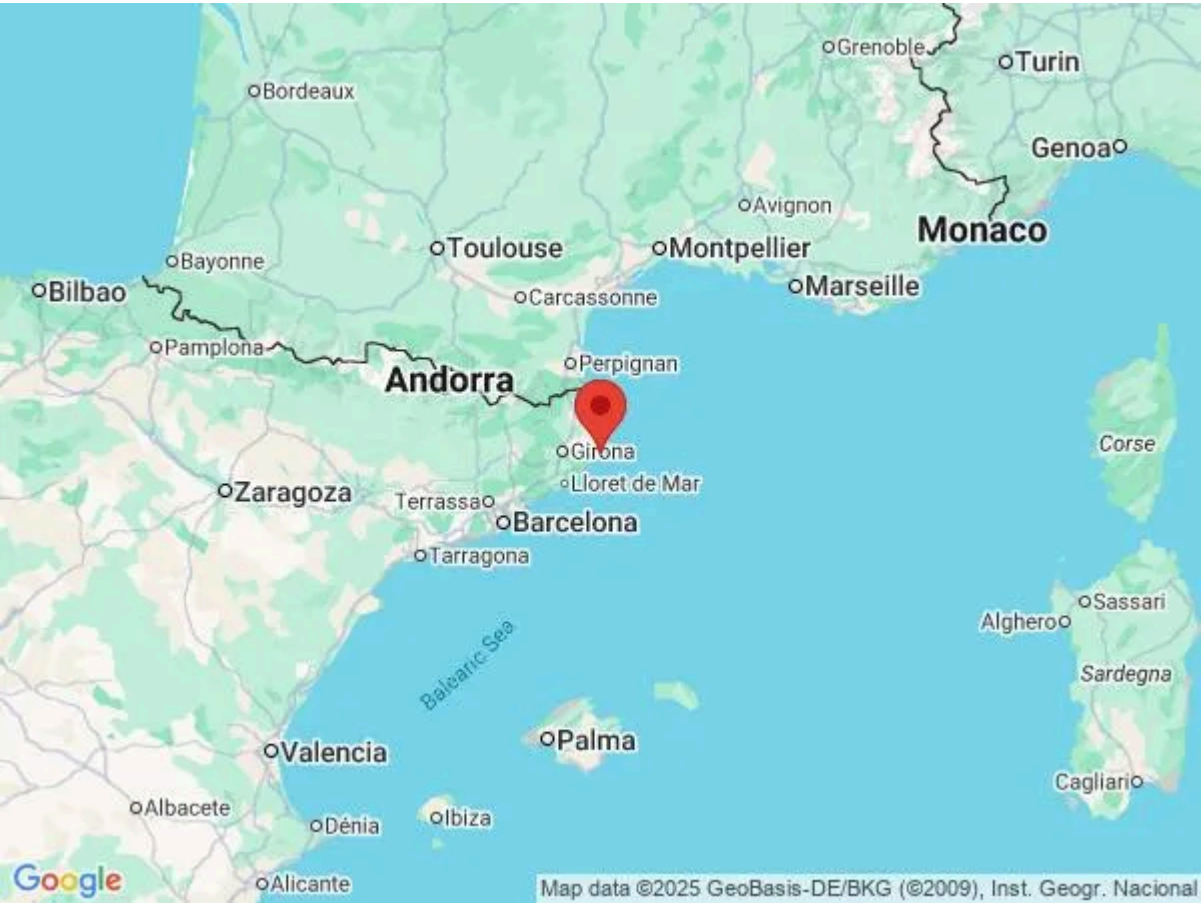 Grenoble
Turin
Bordeaux
Genoa
Avignon
Monaco
Toulouse
Montpellier
Bayonne
Marseille
Bilbao
Carcassonne
Pamplona
Perpignan
Andorra
Corse
Girona
Lloret de Mar
Zaragoza
Terrassa
Barcelona
Tarragona
Sassari
Alghero
Balearic Sea
Sardegna
Palma
Valencia
Cagliari
Albacete
Ibiza
Dénia
Google
Alicante
Map data ©2025 GeoBasis-DE/BKG (©2009), Inst. Geogr. Nacional